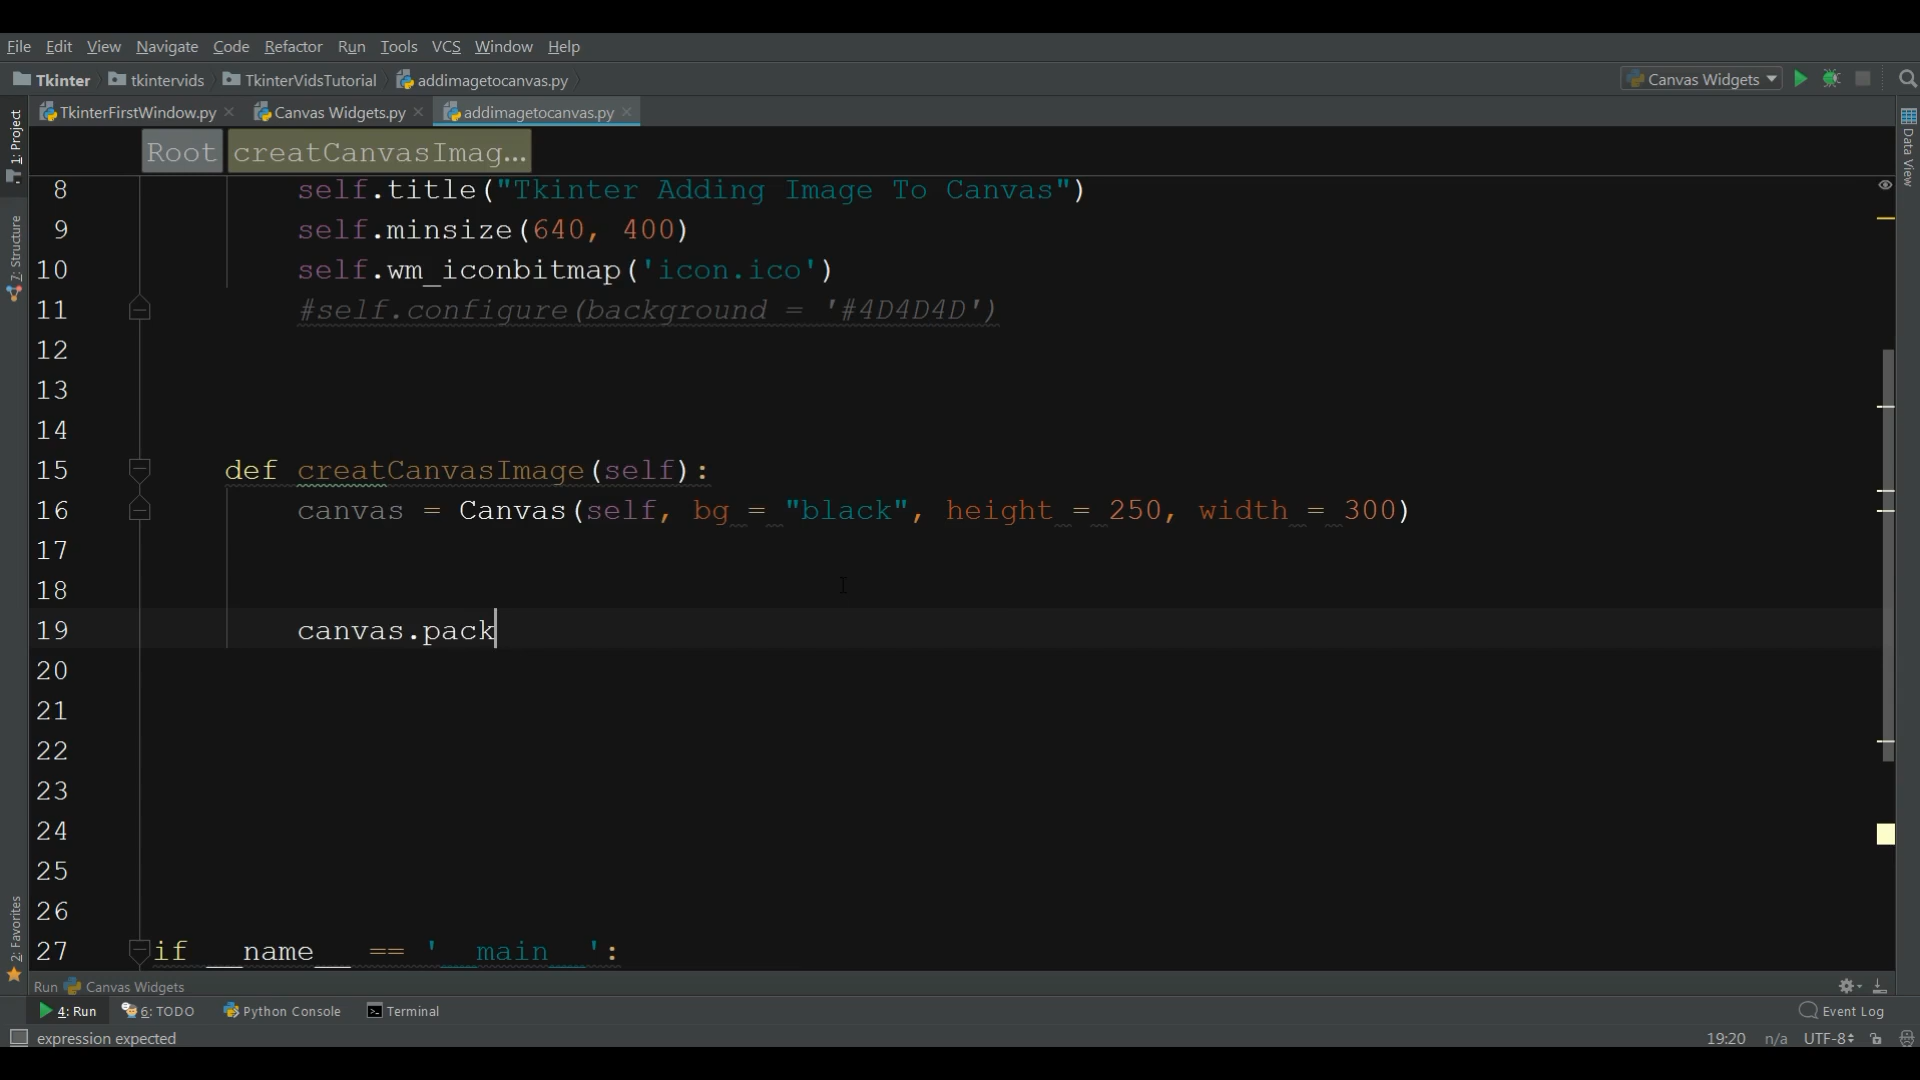 File Edit View Navigate Code Refactor Run Tools VCS Window Help
Tkinter tkintervids TkinterVidsTutorial addimagetocanvas.py Canvas Widgets
TkinterFirstWindow.py Canvas Widgets.py addimagetocanvas.py
1: Project
7: Structure
2: Favorites
Data View
Root creatCanvasImag...
8 self.title("Tkinter Adding Image To Canvas")
9 self.minsize(640, 400)
10 self.wm_iconbitmap('icon.ico')
11 #self.configure(background = '#4D4D4D')
12
13
14
15 def creatCanvasImage(self):
16 canvas = Canvas(self, bg = "black", height = 250, width = 300)
17
18
19 canvas.pack
20
21
22
23
24
25
26
27 if __name__ == '__main__':
Run Canvas Widgets
4: Run 6: TODO Python Console Terminal Event Log
expression expected 19:20 n/a UTF-8